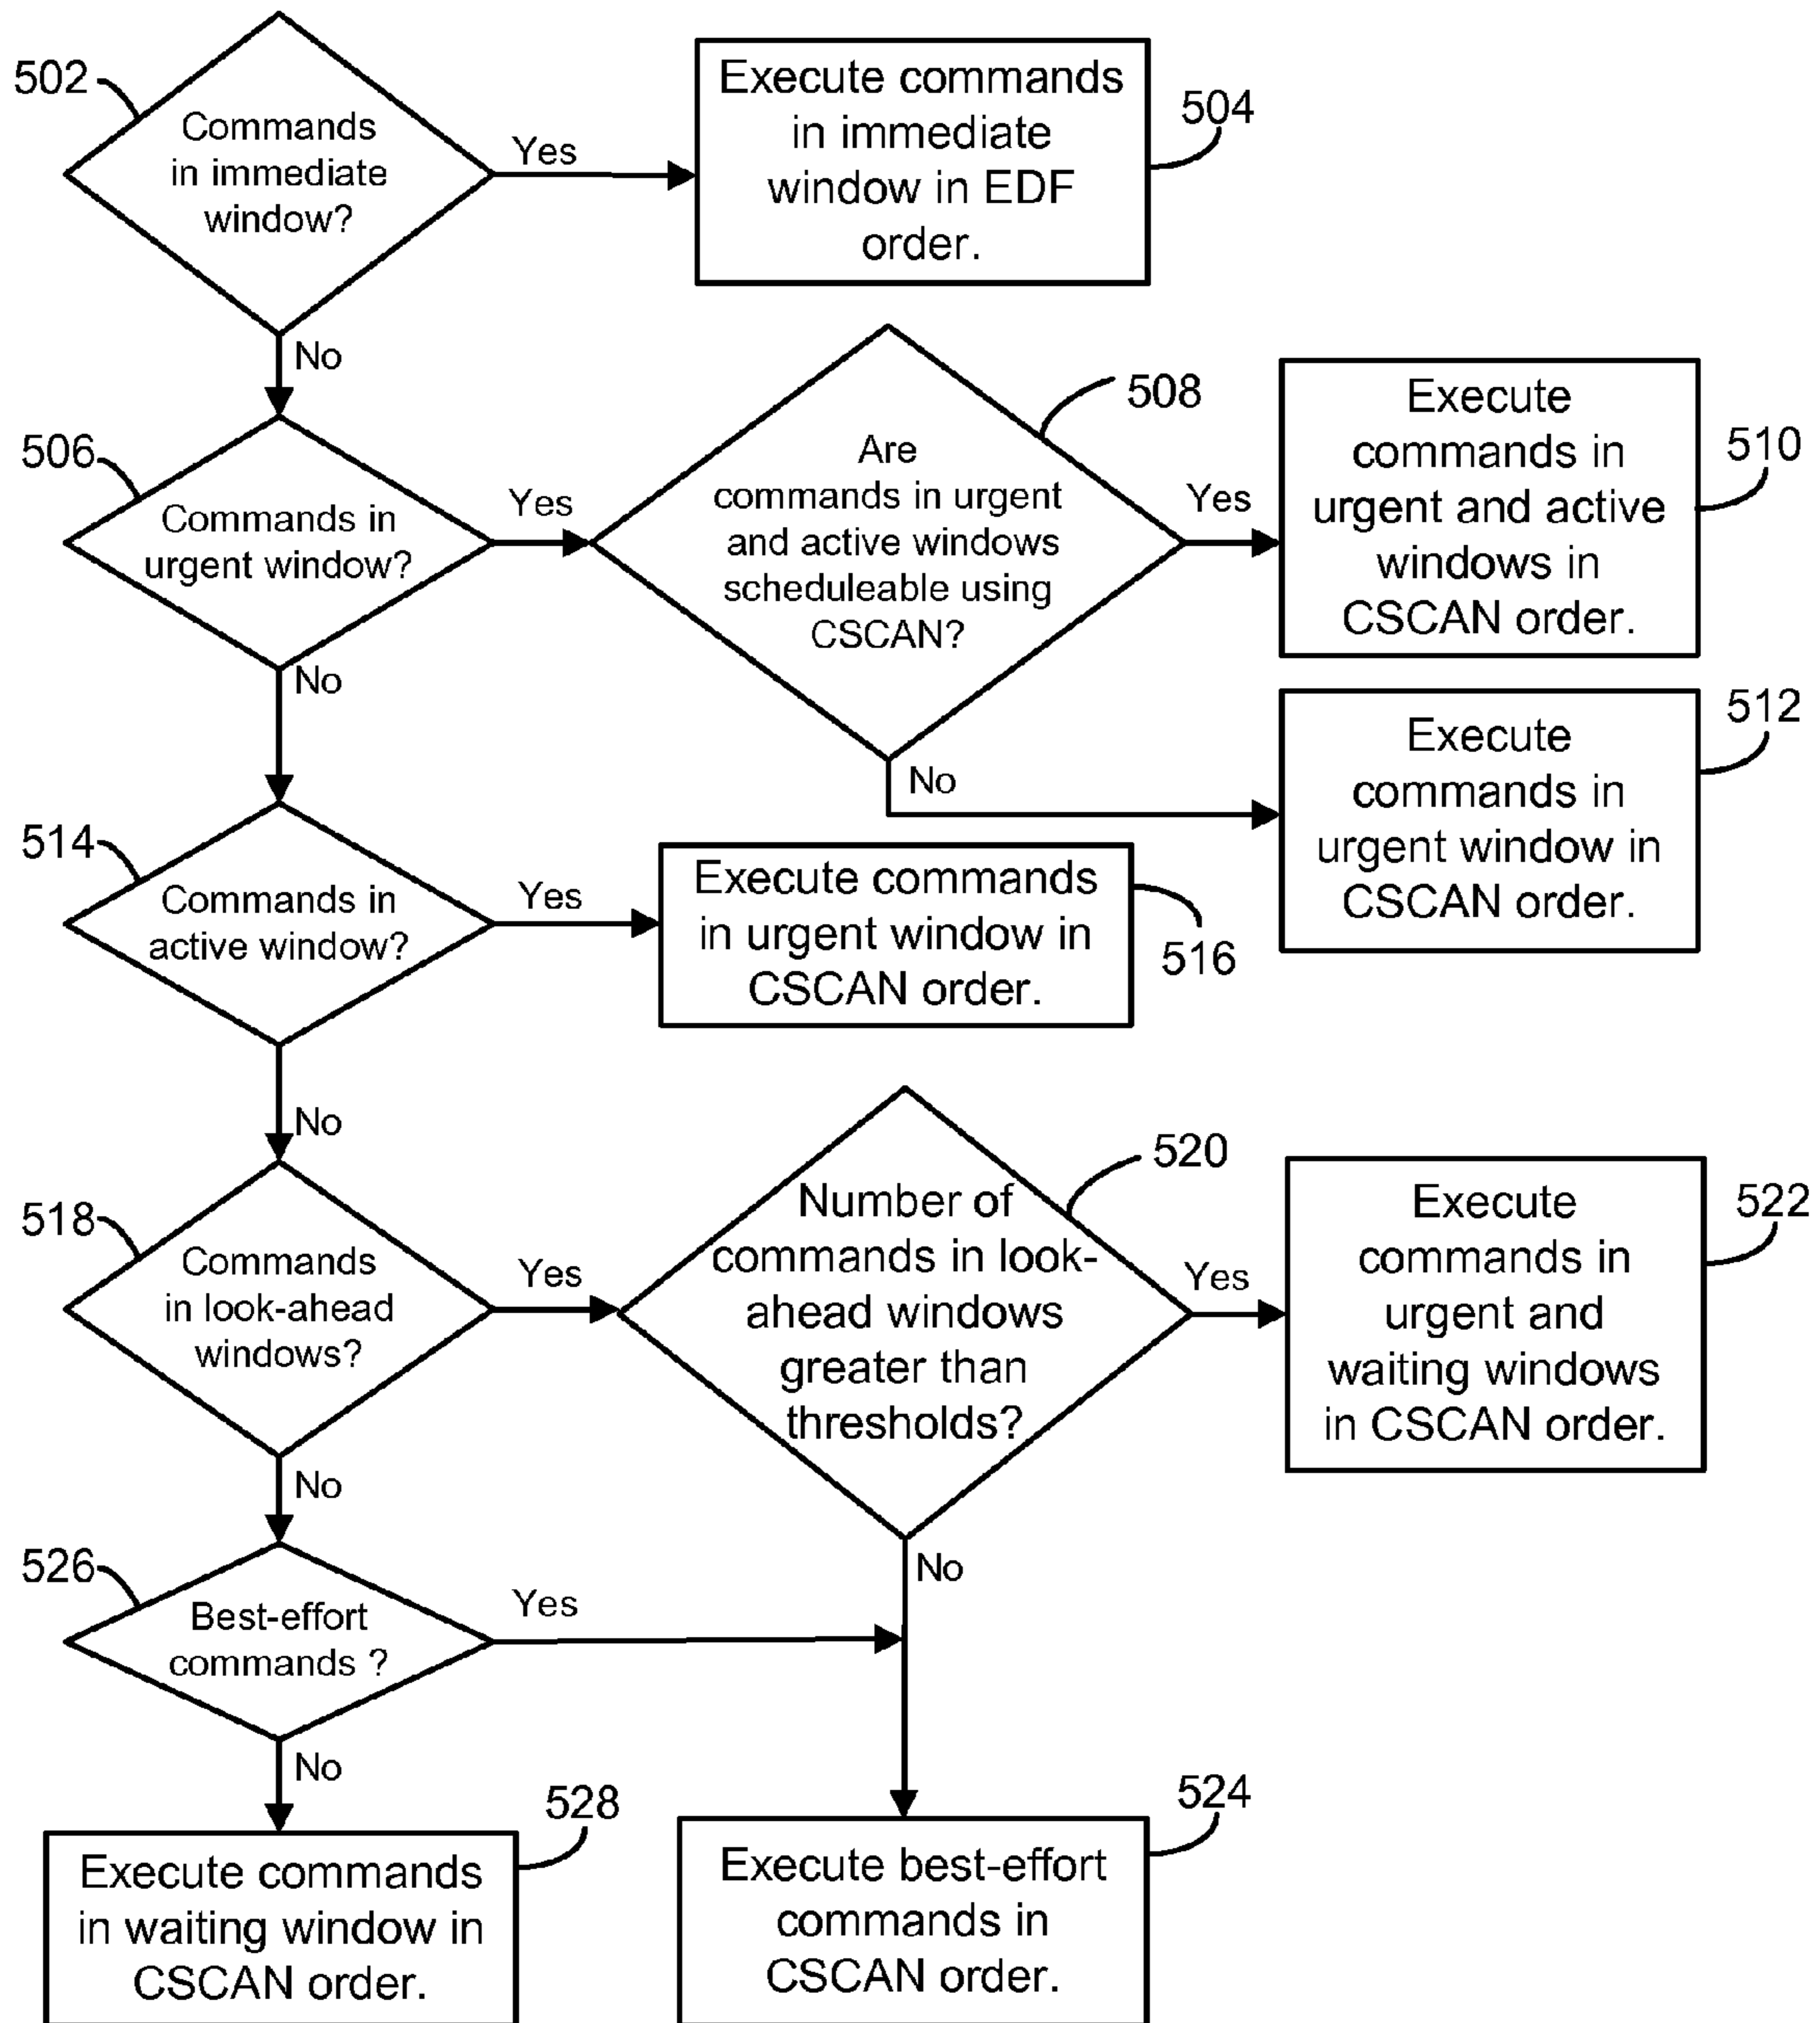 502
Commands
in immediate
window?
Yes
Execute commands
in immediate
window in EDF
order.
504
No
506
Commands in
urgent window?
Yes
Are
commands in urgent
and active windows
scheduleable using
CSCAN?
508
Yes
Execute
commands in
urgent and active
windows in
CSCAN order.
510
No
No
Execute
commands in
urgent window in
CSCAN order.
512
514
Commands in
active window?
Yes
Execute commands
in urgent window in
CSCAN order.
516
No
518
Commands
in look-ahead
windows?
Yes
Number of
commands in look-
ahead windows
greater than
thresholds?
520
Yes
Execute
commands in
urgent and
waiting windows
in CSCAN order.
522
No
No
526
Best-effort
commands ?
Yes
No
Execute commands
in waiting window in
CSCAN order.
528
Execute best-effort
commands in
CSCAN order.
524